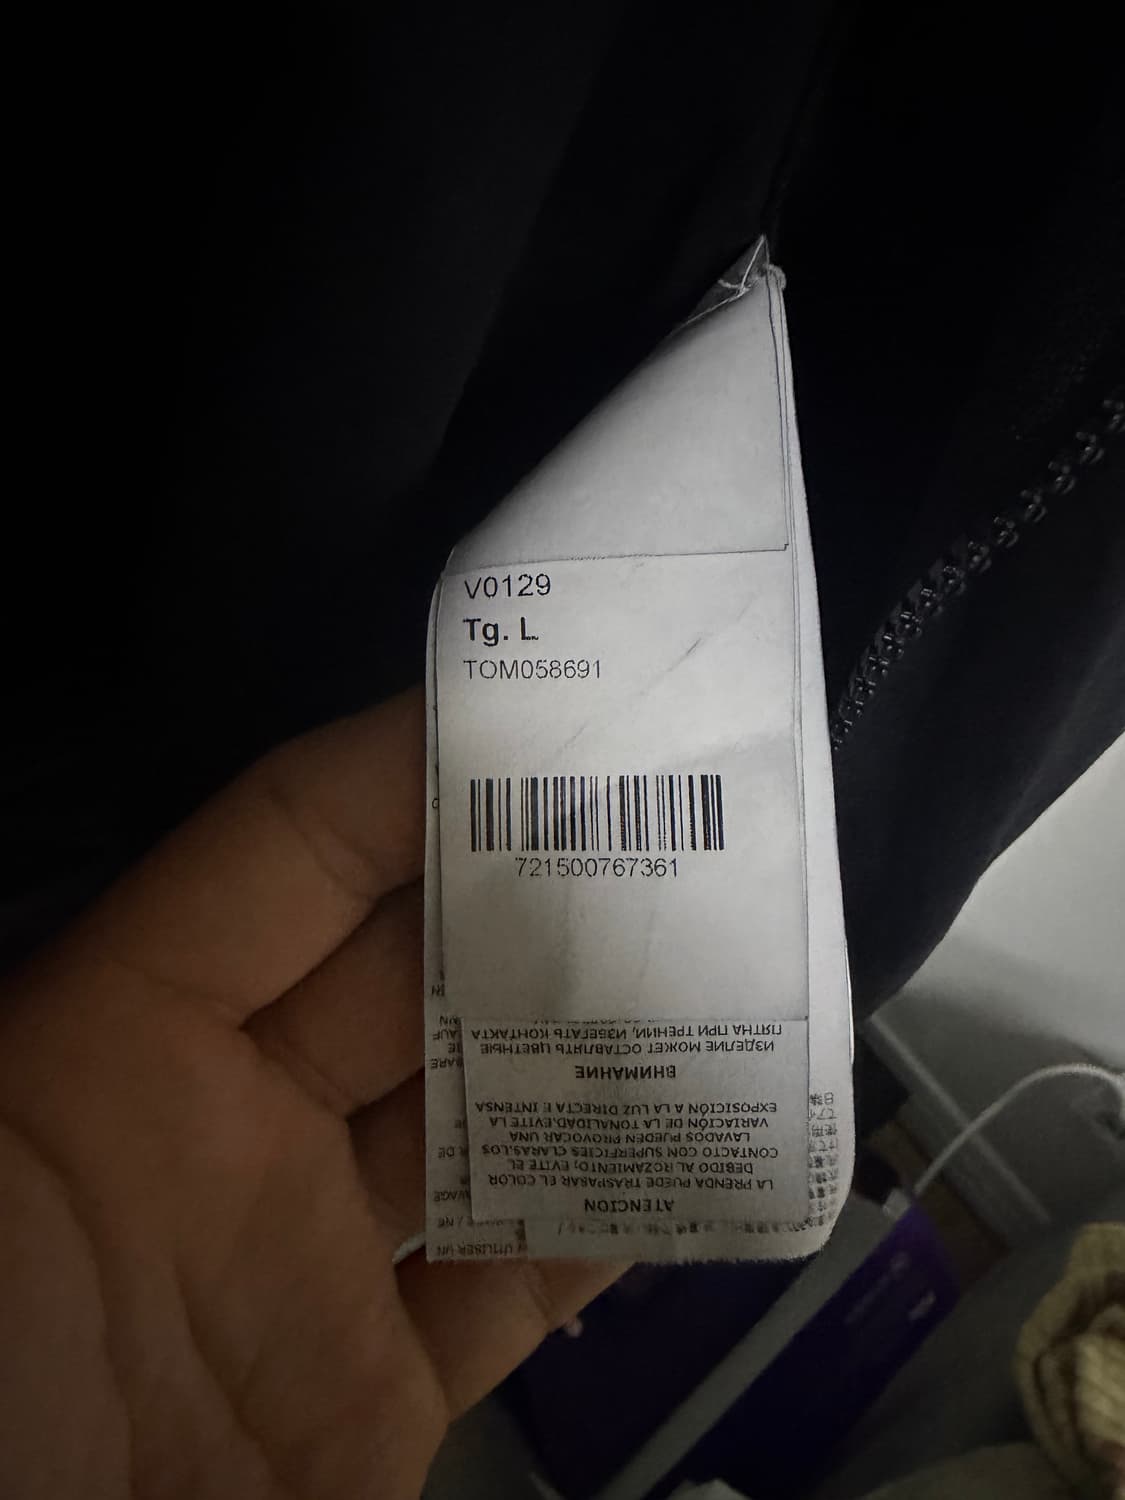 V0129
Tg. L
TOM058691
721500767361
ATENCION
LA PRENDA PUEDE TRASPASAR EL COLOR
DEBIDO AL ROZAMIENTO, EVITE EL
CONTACTO CON SUPERFICIES CLARAS.LOS
LAVADOS PUEDEN PROVOCAR UNA
VARIACIÓN DE LA TONALIDAD.EVITE LA
EXPOSICIÓN A LA LUZ DIRECTA E INTENSA
ВНИМАНИЕ
ИЗДЕЛИЕ МОЖЕТ ОСТАВЛЯТЬ ЦВЕТНЫЕ
ПЯТНА ПРИ ТРЕНИИ, ИЗБЕГАТЬ КОНТАКТА
UTILISER UN